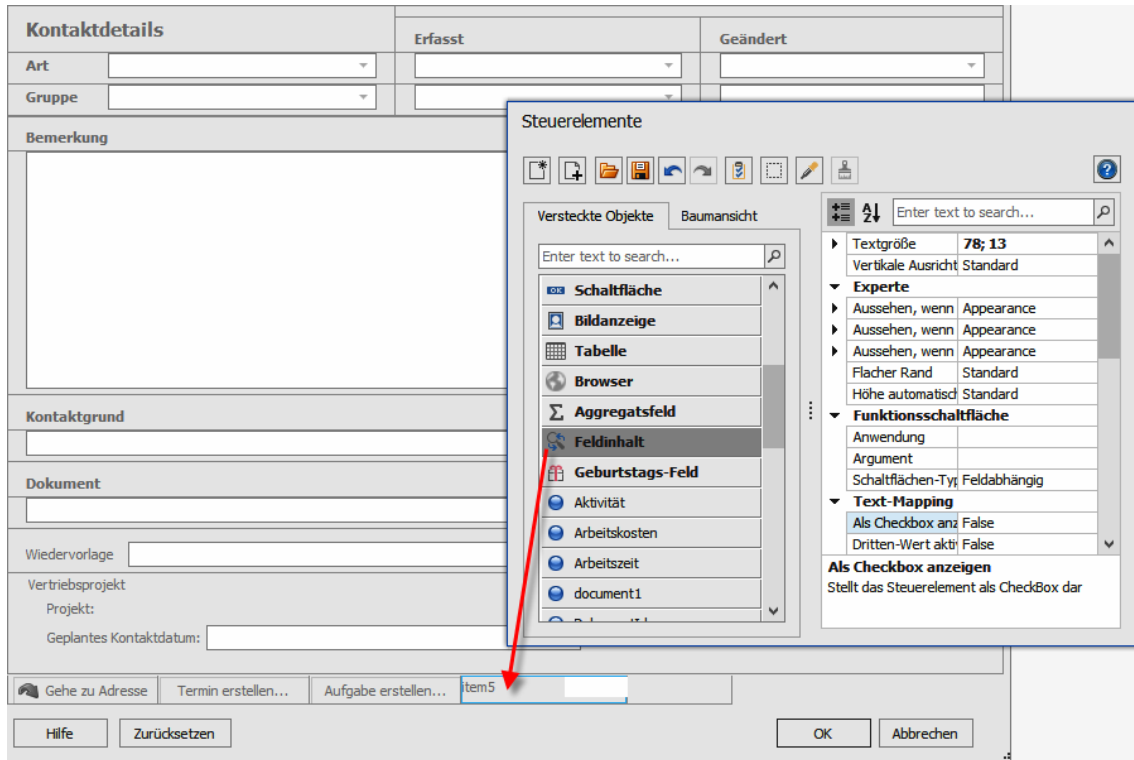 Kontaktdetails
Erfasst
Geändert
Art
Gruppe
Bemerkung
Kontaktgrund
Dokument
Wiedervorlage
Vertriebsprojekt
Projekt:
Geplantes Kontaktdatum:
Gehe zu Adresse
Termin erstellen...
Aufgabe erstellen...
item5
Hilfe
Zurücksetzen
OK
Abbrechen
Steuerelemente
Versteckte Objekte
Baumansicht
Enter text to search...
OK Schaltfläche
Bildanzeige
Tabelle
Browser
Σ Aggregatsfeld
Feldinhalt
Geburtstags-Feld
Aktivität
Arbeitskosten
Arbeitszeit
document1
Enter text to search...
Textgröße 78; 13
Vertikale Ausricht Standard
Experte
Aussehen, wenn Appearance
Aussehen, wenn Appearance
Aussehen, wenn Appearance
Flacher Rand Standard
Höhe automatisch Standard
Funktionsschaltfläche
Anwendung
Argument
Schaltflächen-Typ Feldabhängig
Text-Mapping
Als Checkbox anz False
Dritten-Wert akti False
Als Checkbox anzeigen
Stellt das Steuerelement als CheckBox dar